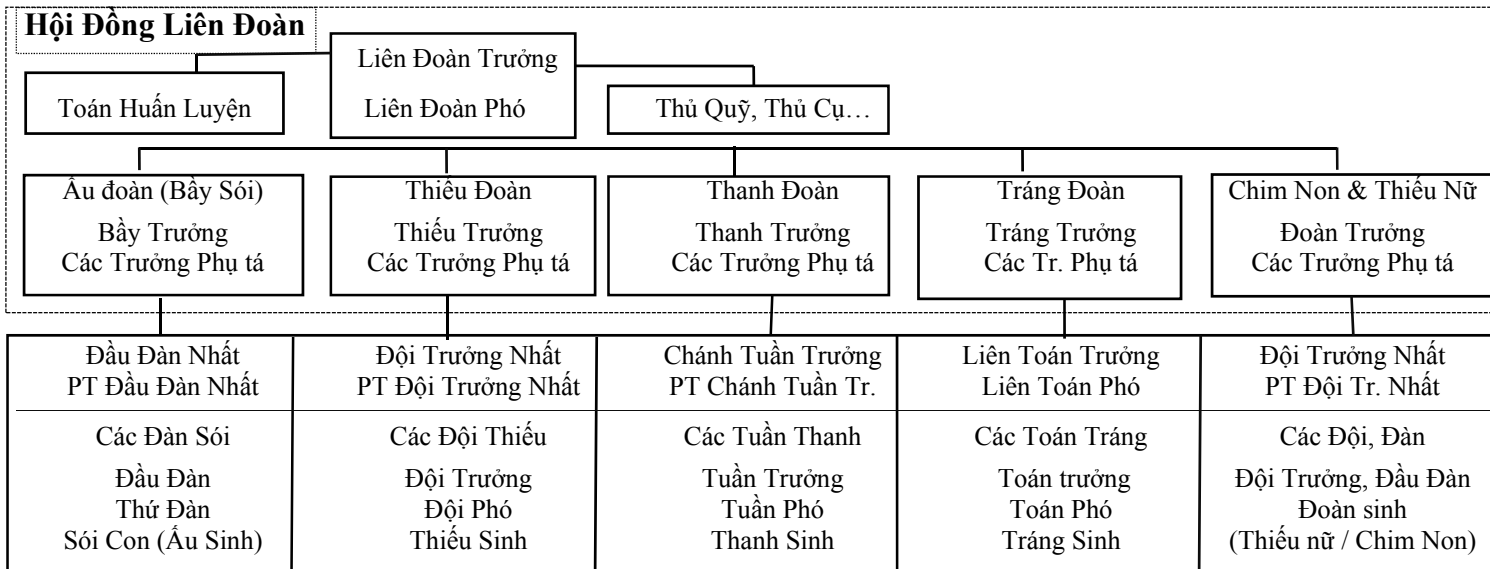 Hội Đồng Liên Đoàn
Liên Đoàn Trưởng
Toán Huấn Luyện
Liên Đoàn Phó
Thủ Quỹ, Thủ Cụ…
Ấu đoàn (Bầy Sói)
Bầy Trưởng
Các Trưởng Phụ tá
Thiếu Đoàn
Thiếu Trưởng
Các Trưởng Phụ tá
Thanh Đoàn
Thanh Trưởng
Các Trưởng Phụ tá
Tráng Đoàn
Tráng Trưởng
Các Tr. Phụ tá
Chim Non & Thiếu Nữ
Đoàn Trưởng
Các Trưởng Phụ tá
Đầu Đàn Nhất
PT Đầu Đàn Nhất
Đội Trưởng Nhất
PT Đội Trưởng Nhất
Chánh Tuần Trưởng
PT Chánh Tuần Tr.
Liên Toán Trưởng
Liên Toán Phó
Đội Trưởng Nhất
PT Đội Tr. Nhất
Các Đàn Sói
Đầu Đàn
Thứ Đàn
Sói Con (Ấu Sinh)
Các Đội Thiếu
Đội Trưởng
Đội Phó
Thiếu Sinh
Các Tuần Thanh
Tuần Trưởng
Tuần Phó
Thanh Sinh
Các Toán Tráng
Toán trưởng
Toán Phó
Tráng Sinh
Các Đội, Đàn
Đội Trưởng, Đầu Đàn
Đoàn sinh
(Thiếu nữ / Chim Non)